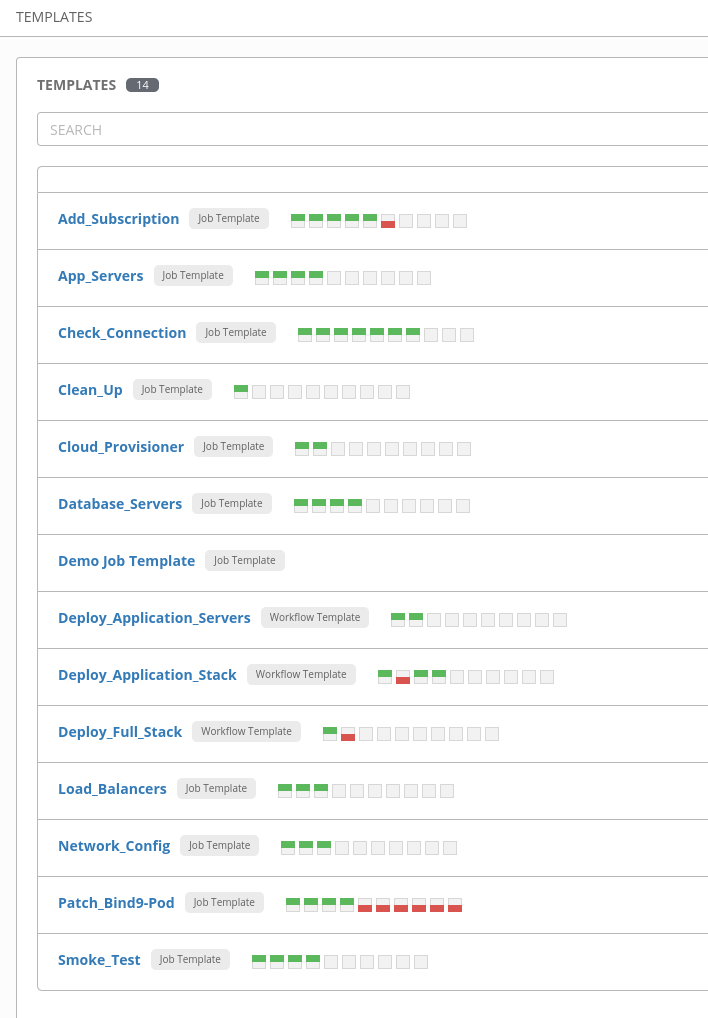 TEMPLATES
TEMPLATES 14
SEARCH
Add_Subscription Job Template
App_Servers Job Template
Check_Connection Job Template
Clean_Up Job Template
Cloud_Provisioner Job Template
Database_Servers Job Template
Demo Job Template Job Template
Deploy_Application_Servers Workflow Template
Deploy_Application_Stack Workflow Template
Deploy_Full_Stack Workflow Template
Load_Balancers Job Template
Network_Config Job Template
Patch_Bind9-Pod Job Template
Smoke_Test Job Template